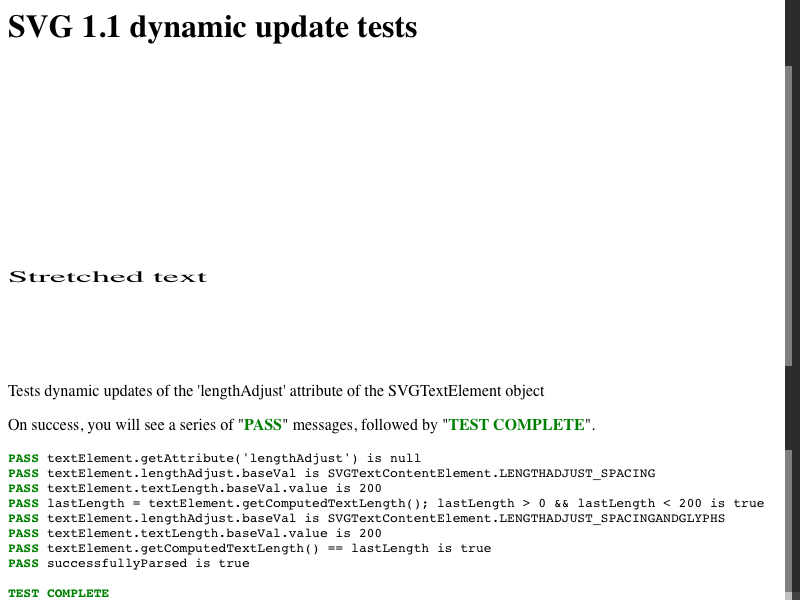 SVG 1.1 dynamic update tests
Stretched text
Tests dynamic updates of the 'lengthAdjust' attribute of the SVGTextElement object
On success, you will see a series of "PASS" messages, followed by "TEST COMPLETE".
PASS textElement.getAttribute('lengthAdjust') is null
PASS textElement.lengthAdjust.baseVal is SVGTextContentElement.LENGTHADJUST_SPACING
PASS textElement.textLength.baseVal.value is 200
PASS lastLength = textElement.getComputedTextLength(); lastLength > 0 && lastLength < 200 is true
PASS textElement.lengthAdjust.baseVal is SVGTextContentElement.LENGTHADJUST_SPACINGANDGLYPHS
PASS textElement.textLength.baseVal.value is 200
PASS textElement.getComputedTextLength() == lastLength is true
PASS successfullyParsed is true
TEST COMPLETE